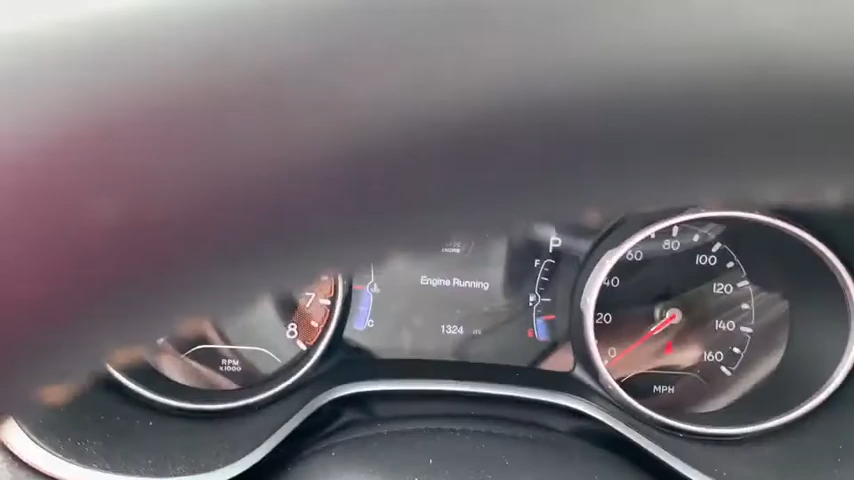 P
60 80 100
40 120
20 140
0 160
MPH
F
E
Engine Running
1324
C
7
8
RPM
X1000